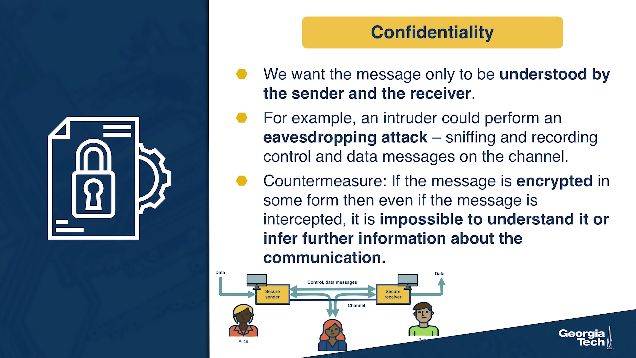 Confidentiality
We want the message only to be understood by
the sender and the receiver.
For example, an intruder could perform an
eavesdropping attack – sniffing and recording
control and data messages on the channel.
Countermeasure: If the message is encrypted in
some form then even if the message is
intercepted, it is impossible to understand it or
infer further information about the
communication.
Data
Control, data messages
Data
Secure
sender
Secure
receiver
Channel
Alice
Georgia
Tech